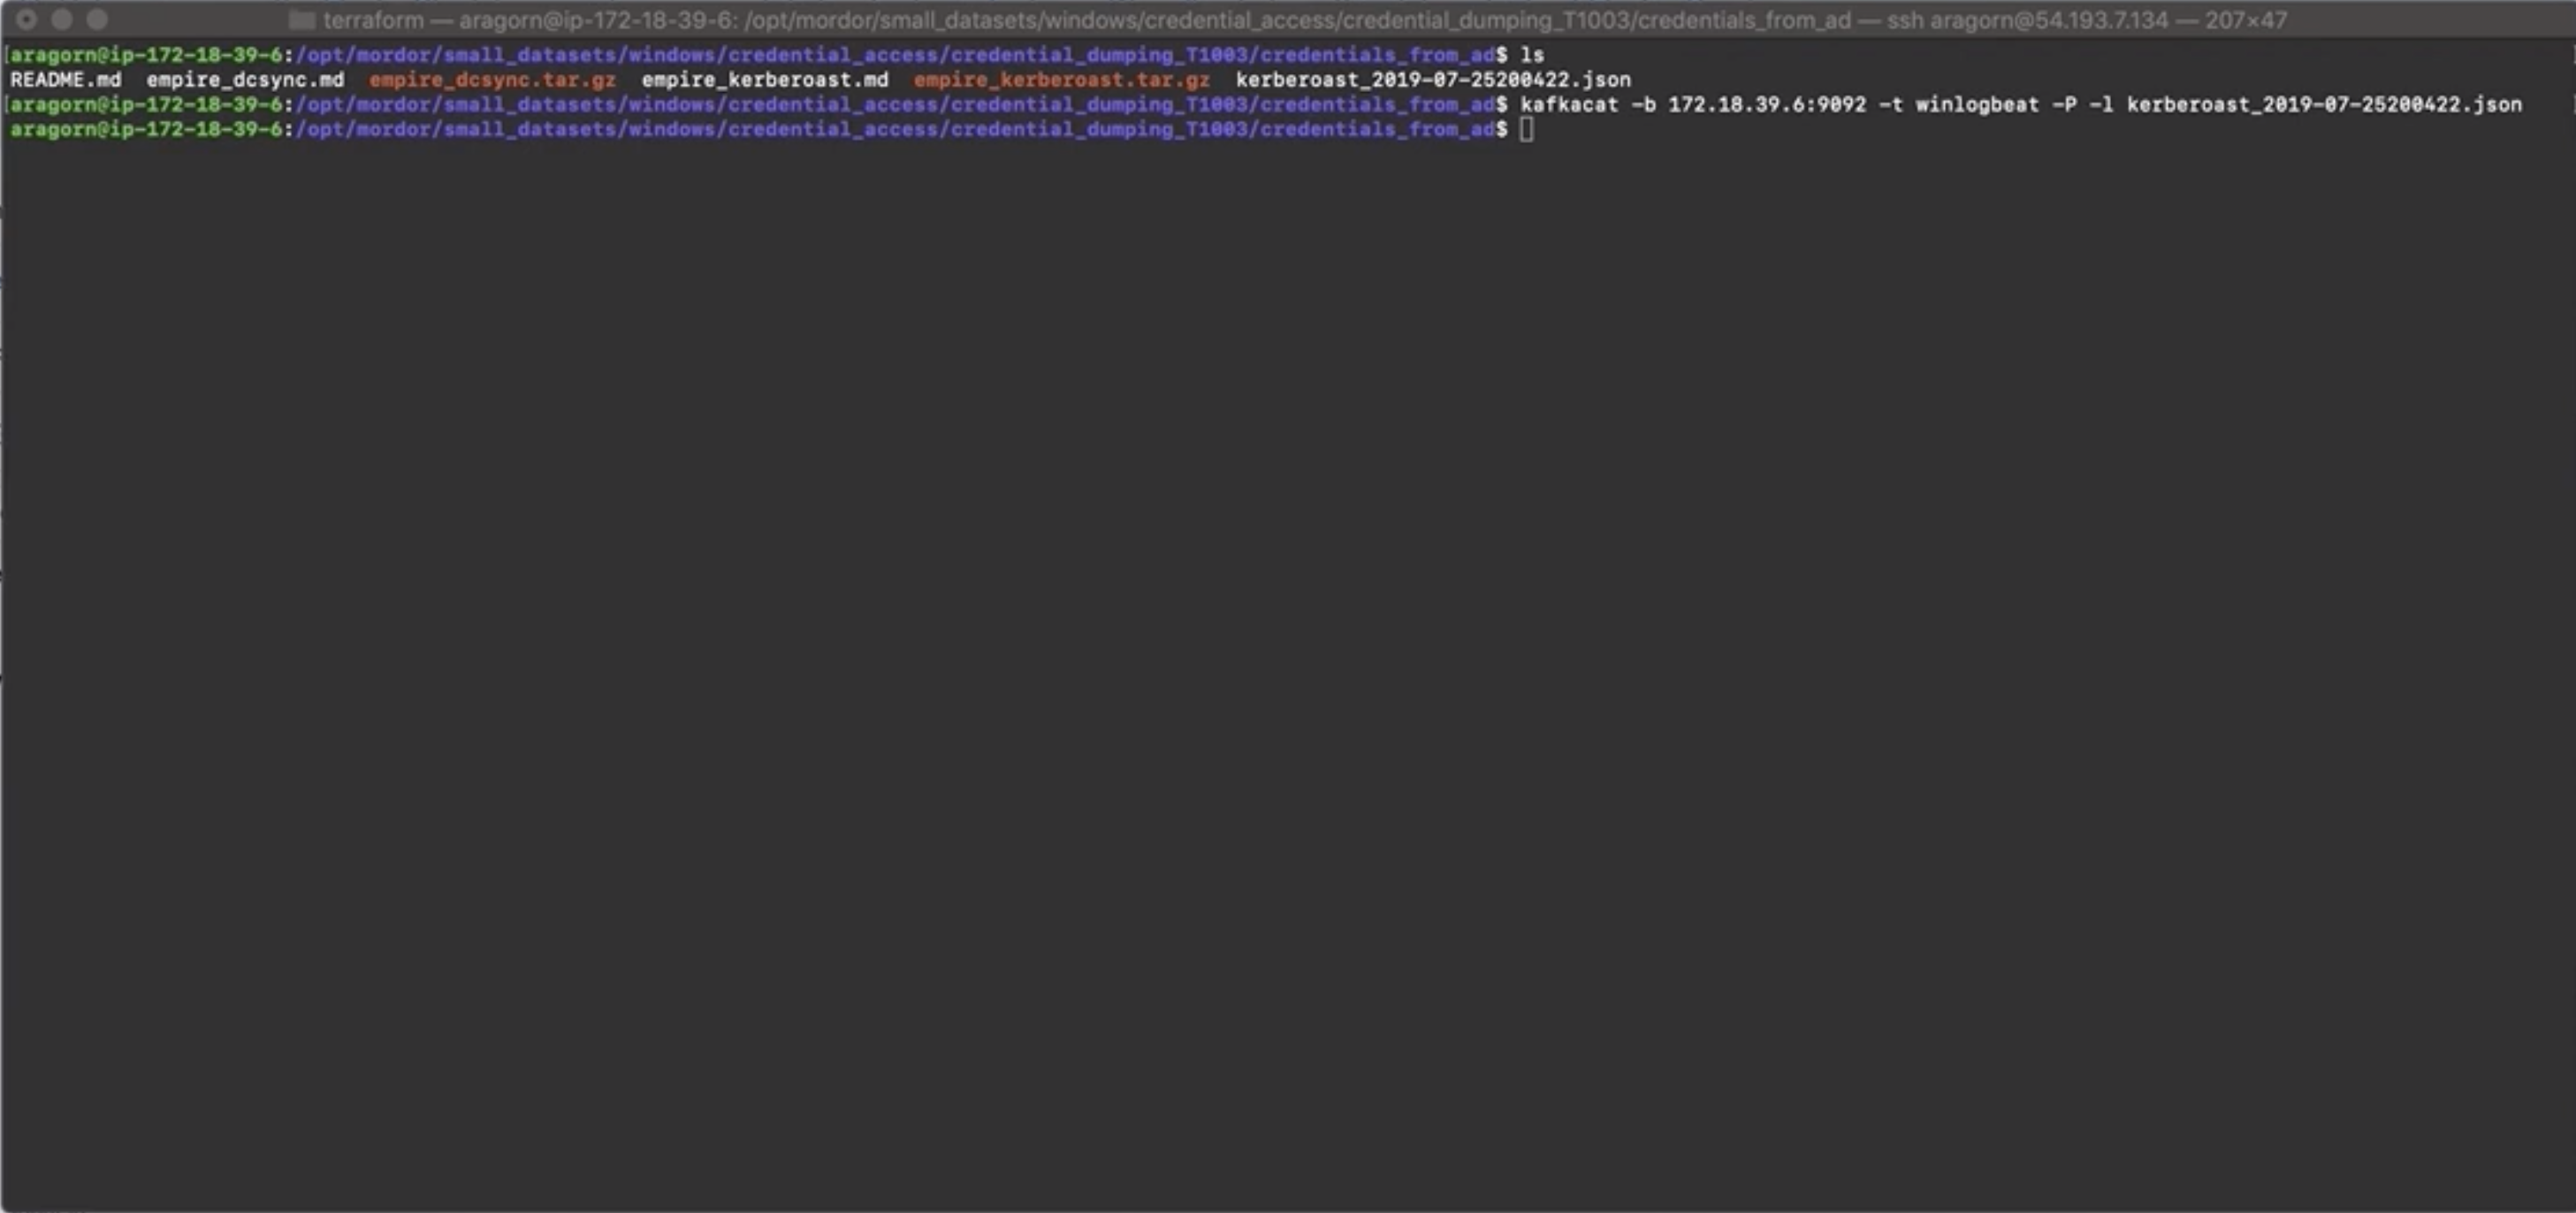 terraform — aragorn@ip-172-18-39-6: /opt/mordor/small_datasets/windows/credential_access/credential_dumping_T1003/credentials_from_ad — ssh aragorn@54.193.7.134 — 207×47
[aragorn@ip-172-18-39-6:/opt/mordor/small_datasets/windows/credential_access/credential_dumping_T1003/credentials_from_ad$ ls
README.md  empire_dcsync.md  empire_dcsync.tar.gz  empire_kerberoast.md  empire_kerberoast.tar.gz  kerberoast_2019-07-25200422.json
[aragorn@ip-172-18-39-6:/opt/mordor/small_datasets/windows/credential_access/credential_dumping_T1003/credentials_from_ad$ kafkacat -b 172.18.39.6:9092 -t winlogbeat -P -l kerberoast_2019-07-25200422.json
aragorn@ip-172-18-39-6:/opt/mordor/small_datasets/windows/credential_access/credential_dumping_T1003/credentials_from_ad$